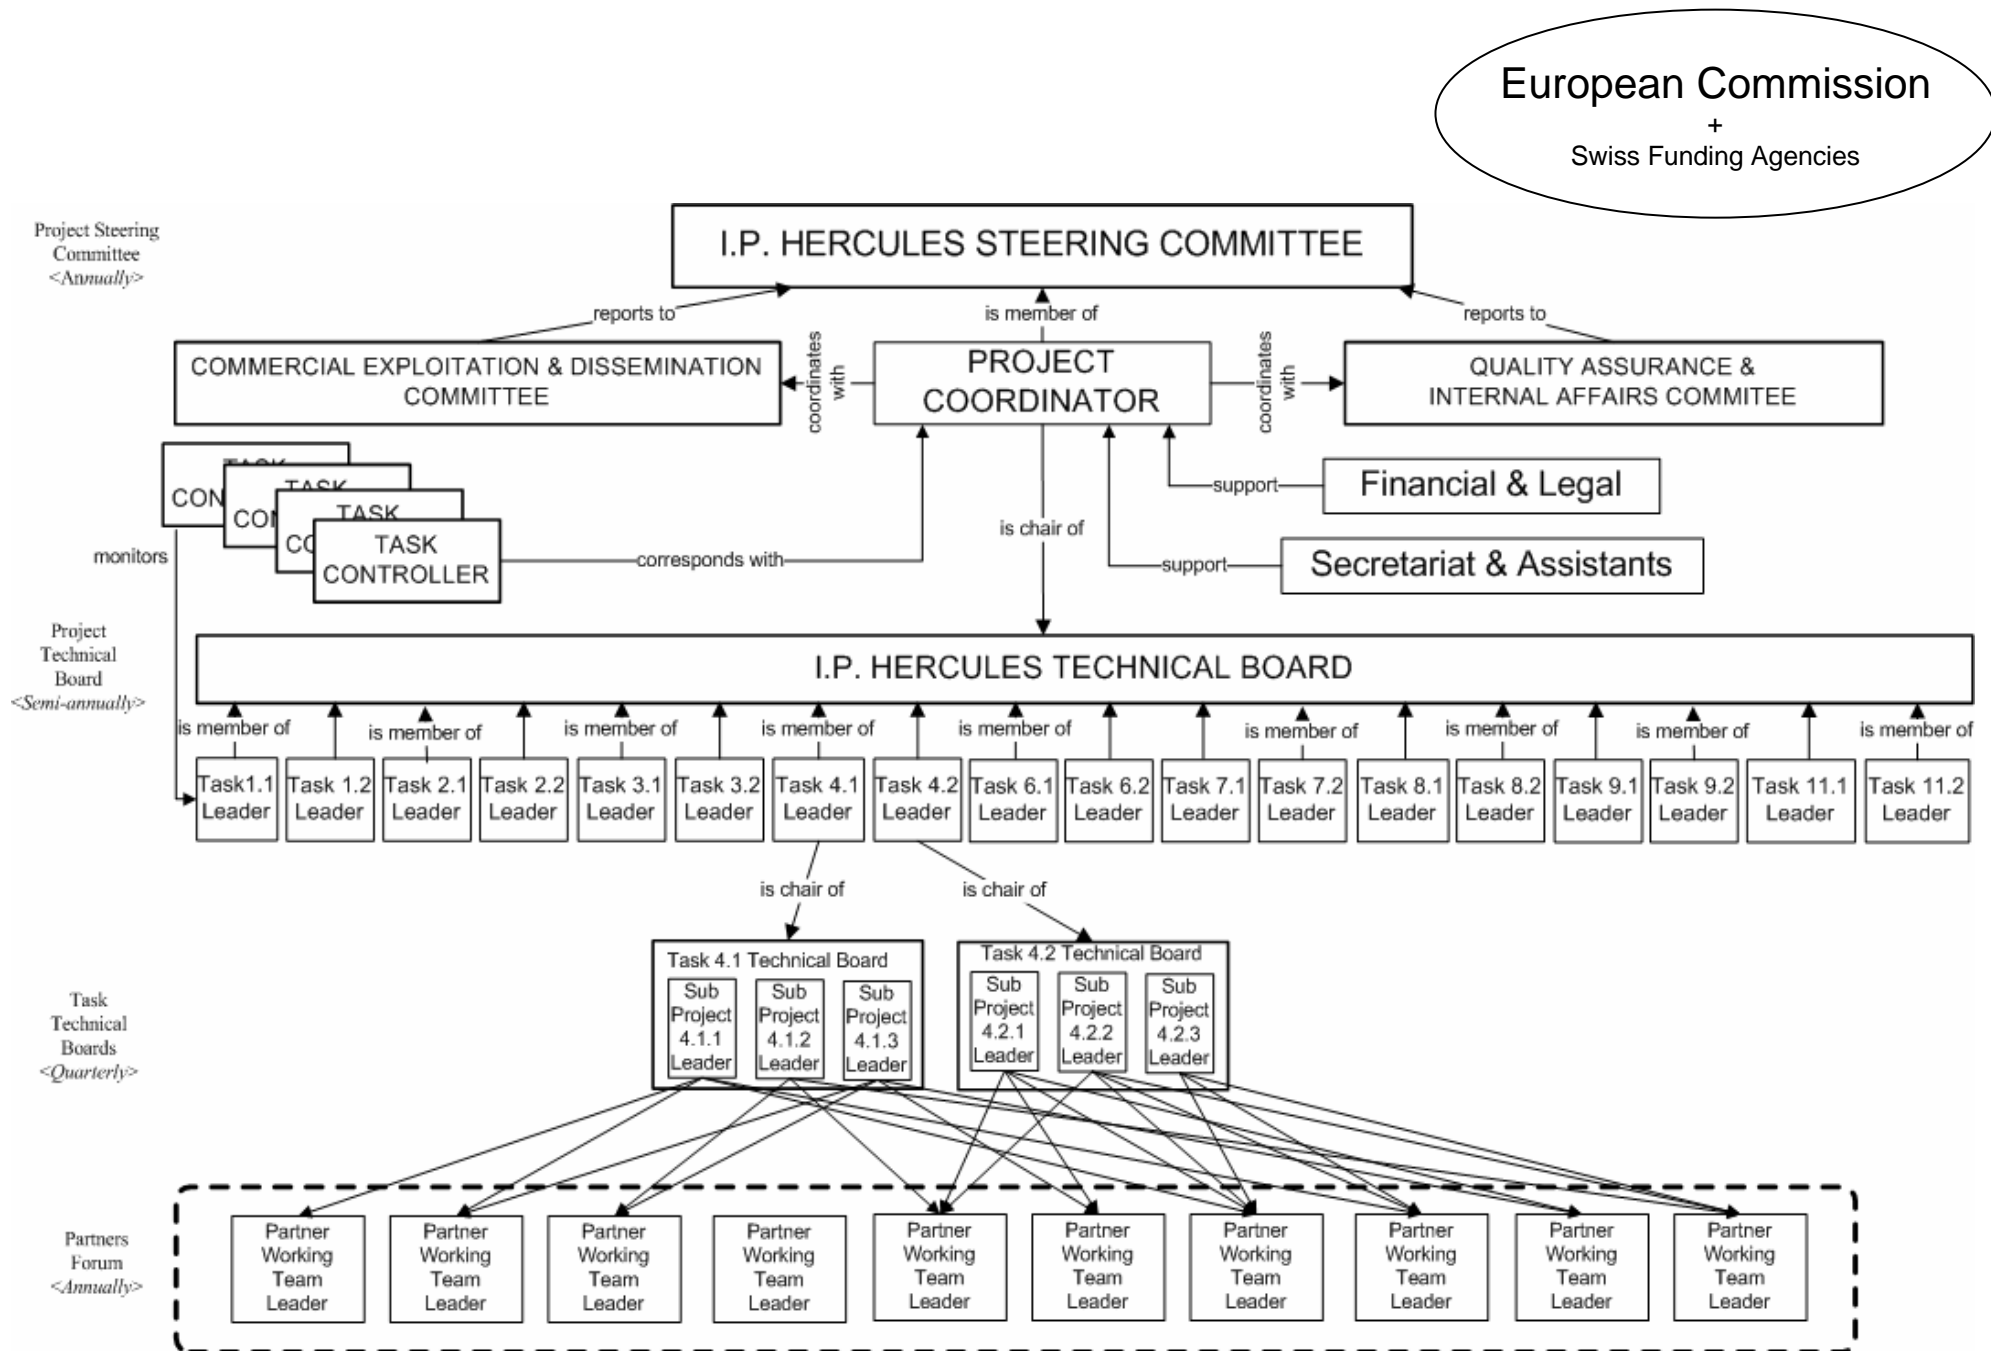 European Commission
+
Swiss Funding Agencies
Project Steering
Committee
<Annually>
I.P. HERCULES STEERING COMMITTEE
reports to
is member of
reports to
COMMERCIAL EXPLOITATION & DISSEMINATION
COMMITTEE
coordinates
with
PROJECT
COORDINATOR
coordinates
with
QUALITY ASSURANCE &
INTERNAL AFFAIRS COMMITEE
TASK
CON
TASK
CON
TASK
CO
TASK
CONTROLLER
monitors
corresponds with
is chair of
support
Financial & Legal
support
Secretariat & Assistants
Project
Technical
Board
<Semi-annually>
I.P. HERCULES TECHNICAL BOARD
is member of
is member of
is member of
is member of
is member of
is member of
is member of
is member of
is member of
Task1.1
Leader
Task 1.2
Leader
Task 2.1
Leader
Task 2.2
Leader
Task 3.1
Leader
Task 3.2
Leader
Task 4.1
Leader
Task 4.2
Leader
Task 6.1
Leader
Task 6.2
Leader
Task 7.1
Leader
Task 7.2
Leader
Task 8.1
Leader
Task 8.2
Leader
Task 9.1
Leader
Task 9.2
Leader
Task 11.1
Leader
Task 11.2
Leader
is chair of
is chair of
Task
Technical
Boards
<Quarterly>
Task 4.1 Technical Board
Sub
Project
4.1.1
Leader
Sub
Project
4.1.2
Leader
Sub
Project
4.1.3
Leader
Task 4.2 Technical Board
Sub
Project
4.2.1
Leader
Sub
Project
4.2.2
Leader
Sub
Project
4.2.3
Leader
Partners
Forum
<Annually>
Partner
Working
Team
Leader
Partner
Working
Team
Leader
Partner
Working
Team
Leader
Partner
Working
Team
Leader
Partner
Working
Team
Leader
Partner
Working
Team
Leader
Partner
Working
Team
Leader
Partner
Working
Team
Leader
Partner
Working
Team
Leader
Partner
Working
Team
Leader